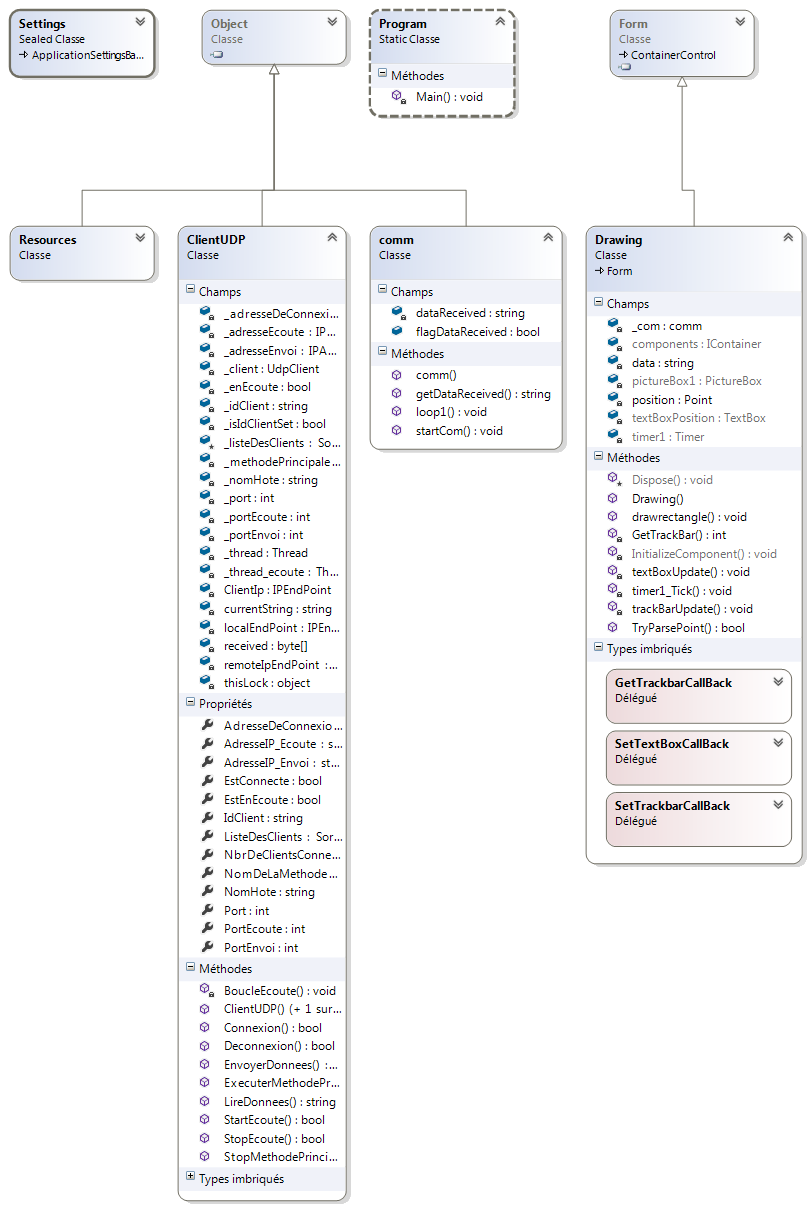 Settings
Sealed Classe
ApplicationSettingsBa...
Object
Classe
Program
Static Classe
Méthodes
Main() : void
Form
Classe
ContainerControl
Resources
Classe
ClientUDP
Classe
Champs
_adresseDeConnexi...
_adresseEcoute : IP...
_adresseEnvoi : IPA...
_client : UdpClient
_enEcoute : bool
_idClient : string
_isIdClientSet : bool
_listeDesClients : So...
_methodePrincipale...
_nomHote : string
_port : int
_portEcoute : int
_portEnvoi : int
_thread : Thread
_thread_ecoute : Th...
ClientIp : IPEndPoint
currentString : string
localEndPoint : IPEn...
received : byte[]
remoteIpEndPoint :...
thisLock : object
Propriétés
AdresseDeConnexio...
AdresseIP_Ecoute : s...
AdresseIP_Envoi : st...
EstConnecte : bool
EstEnEcoute : bool
IdClient : string
ListeDesClients : Sor...
NbrDeClientsConne...
NomDeLaMethode...
NomHote : string
Port : int
PortEcoute : int
PortEnvoi : int
Méthodes
BoucleEcoute() : void
ClientUDP() (+ 1 sur...
Connexion() : bool
Deconnexion() : bool
EnvoyerDonnees() :...
ExecuterMethodePr...
LireDonnees() : string
StartEcoute() : bool
StopEcoute() : bool
StopMethodePrinci...
Types imbriqués
comm
Classe
Champs
dataReceived : string
flagDataReceived : bool
Méthodes
comm()
getDataReceived() : string
loop1() : void
startCom() : void
Drawing
Classe
Form
Champs
_com : comm
components : IContainer
data : string
pictureBox1 : PictureBox
position : Point
textBoxPosition : TextBox
timer1 : Timer
Méthodes
Dispose() : void
Drawing()
drawrectangle() : void
GetTrackBar() : int
InitializeComponent() : void
textBoxUpdate() : void
timer1_Tick() : void
trackBarUpdate() : void
TryParsePoint() : bool
Types imbriqués
GetTrackbarCallBack
Délégué
SetTextBoxCallBack
Délégué
SetTrackbarCallBack
Délégué